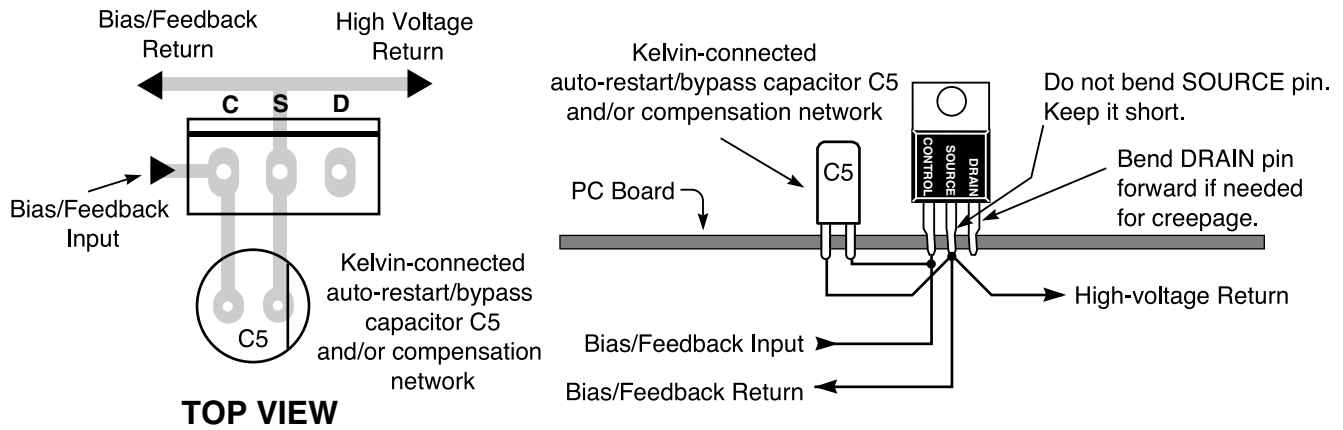 Bias/Feedback
Return
High Voltage
Return
C S D
Bias/Feedback
Input
C5
Kelvin-connected
auto-restart/bypass
capacitor C5
and/or compensation
network
TOP VIEW
Kelvin-connected
auto-restart/bypass capacitor C5
and/or compensation network
Do not bend SOURCE pin.
Keep it short.
PC Board
C5
CONTROL
SOURCE
DRAIN
Bend DRAIN pin
forward if needed
for creepage.
High-voltage Return
Bias/Feedback Input
Bias/Feedback Return